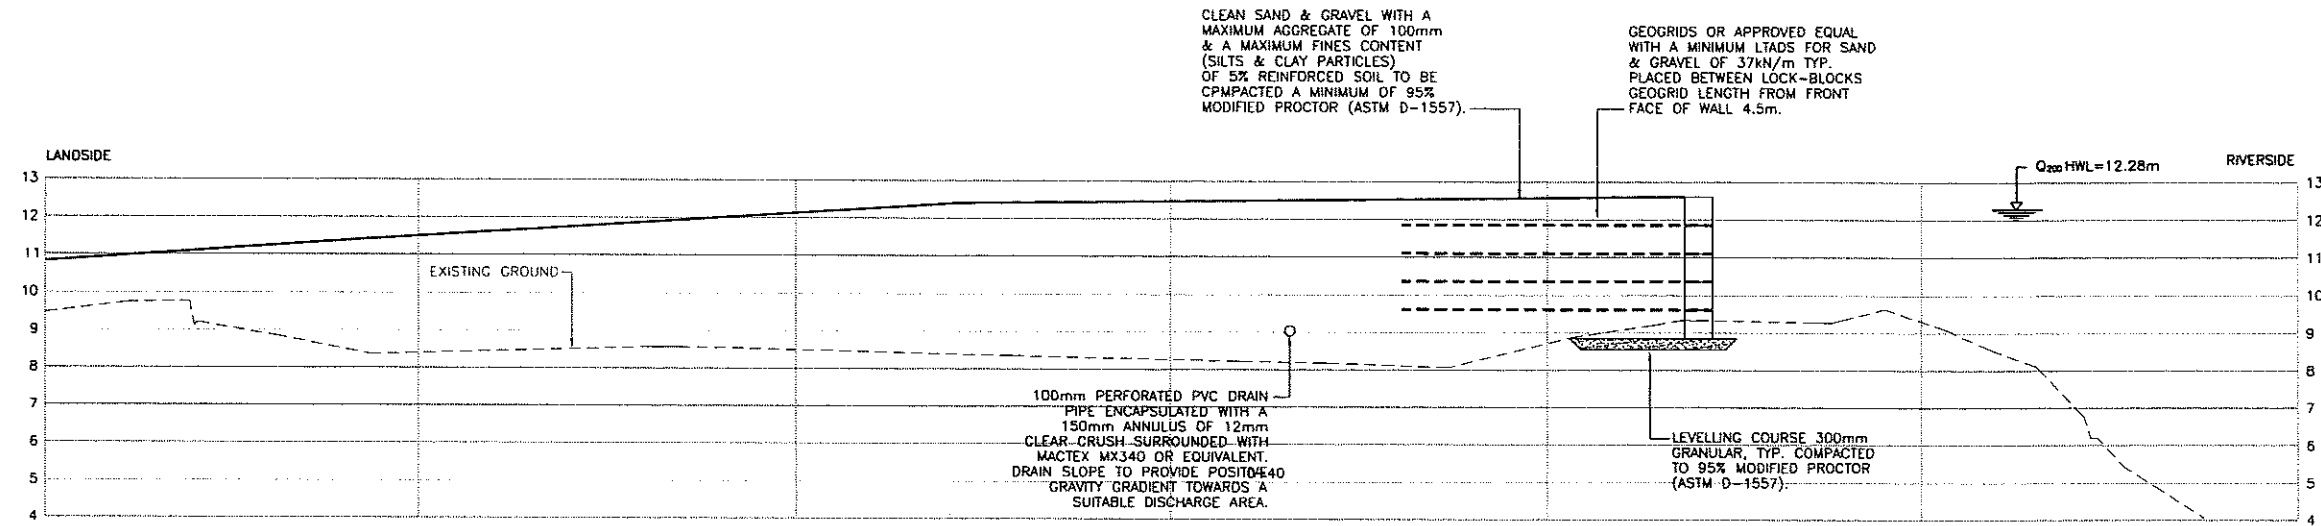 CLEAN SAND & GRAVEL WITH A
MAXIMUM AGGREGATE OF 100mm
& A MAXIMUM FINES CONTENT
(SILTS & CLAY PARTICLES)
OF 5% REINFORCED SOIL TO BE
CPMPACTED A MINIMUM OF 95%
MODIFIED PROCTOR (ASTM D-1557).
GEOGRIDS OR APPROVED EQUAL
WITH A MINIMUM LTADS FOR SAND
& GRAVEL OF 37kN/m TYP.
PLACED BETWEEN LOCK-BLOCKS
GEOGRID LENGTH FROM FRONT
FACE OF WALL 4.5m.
LANDSIDE
Q200 HWL=12.28m
RIVERSIDE
13
12
11
10
9
8
7
6
5
4
EXISTING GROUND
100mm PERFORATED PVC DRAIN
PIPE ENCAPSULATED WITH A
150mm ANNULUS OF 12mm
CLEAR CRUSH SURROUNDED WITH
MACTEX MX340 OR EQUIVALENT.
DRAIN SLOPE TO PROVIDE
GRAVITY GRADIENT TOWARDS A
SUITABLE DISCHARGE AREA.
LEVELLING COURSE 300mm
GRANULAR, TYP. COMPACTED
TO 95% MODIFIED PROCTOR
(ASTM D-1557).
13
12
11
10
9
8
7
6
5
4